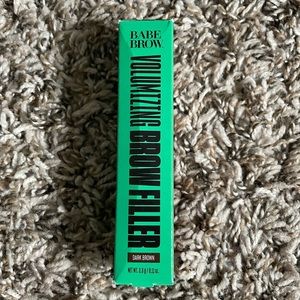 BABE
BROW
VOLUMIZING
BROW FILLER
DARK BROWN